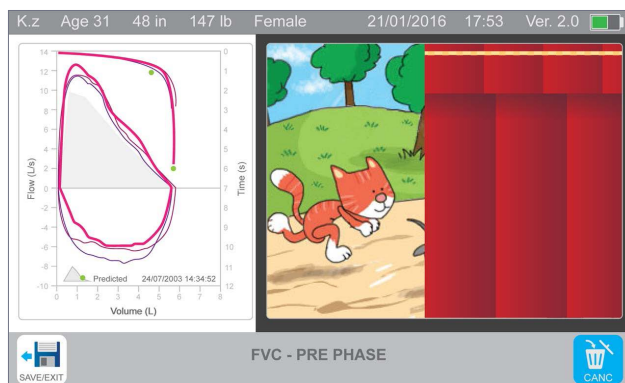 K.z Age 31 48 in 147 lb Female 21/01/2016 17:53 Ver. 2.0
14
12
10
8
6
4
2
0
-2
-4
-6
-8
-10
Flow (L/s)
0
1
2
3
4
5
6
7
8
9
10
11
12
Time (s)
Predicted 24/07/2003 14:34:52
0 1 2 3 4 5 6 7 8
Volume (L)
FVC - PRE PHASE
SAVE/EXIT
CANC